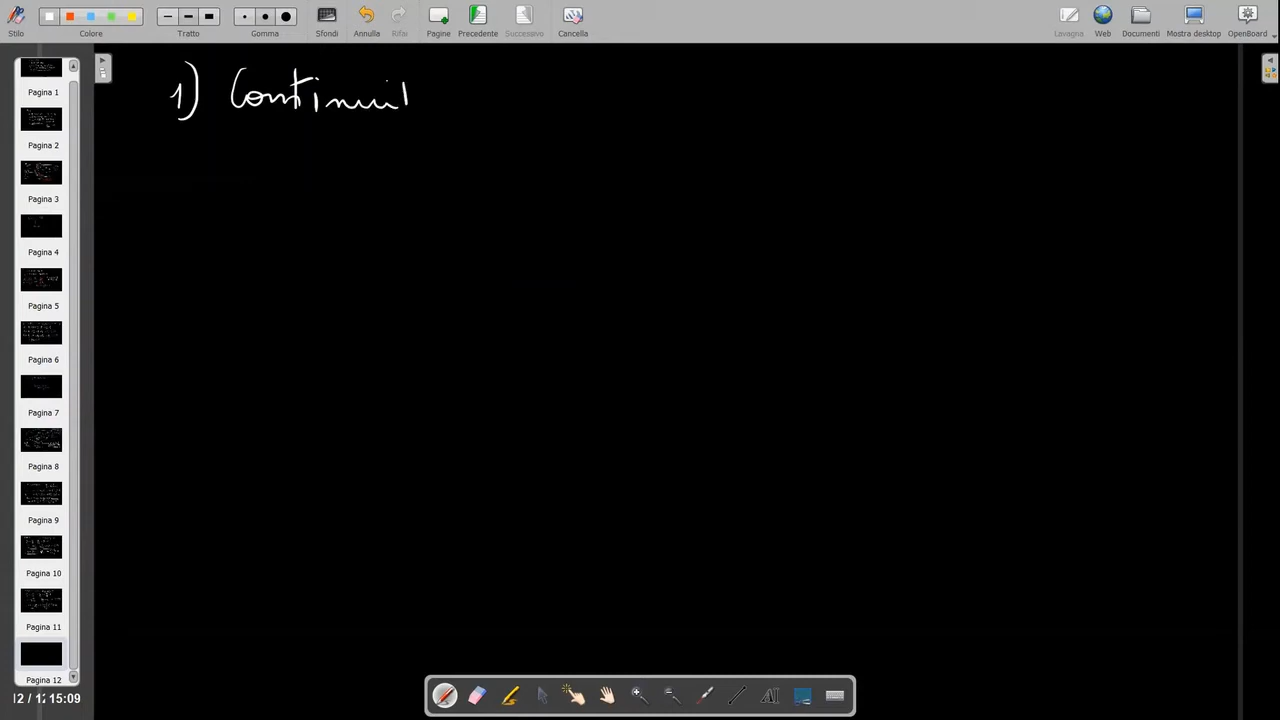 Stilo
Colore
Tratto
Gomma
Sfondi
Annulla
Rifai
Pagine
Precedente
Successivo
Cancella
Lavagna
Web
Documenti
Mostra desktop
OpenBoard
1) Continuit
Pagina 1
Pagina 2
Pagina 3
Pagina 4
Pagina 5
Pagina 6
Pagina 7
Pagina 8
Pagina 9
Pagina 10
Pagina 11
Pagina 12
15:09